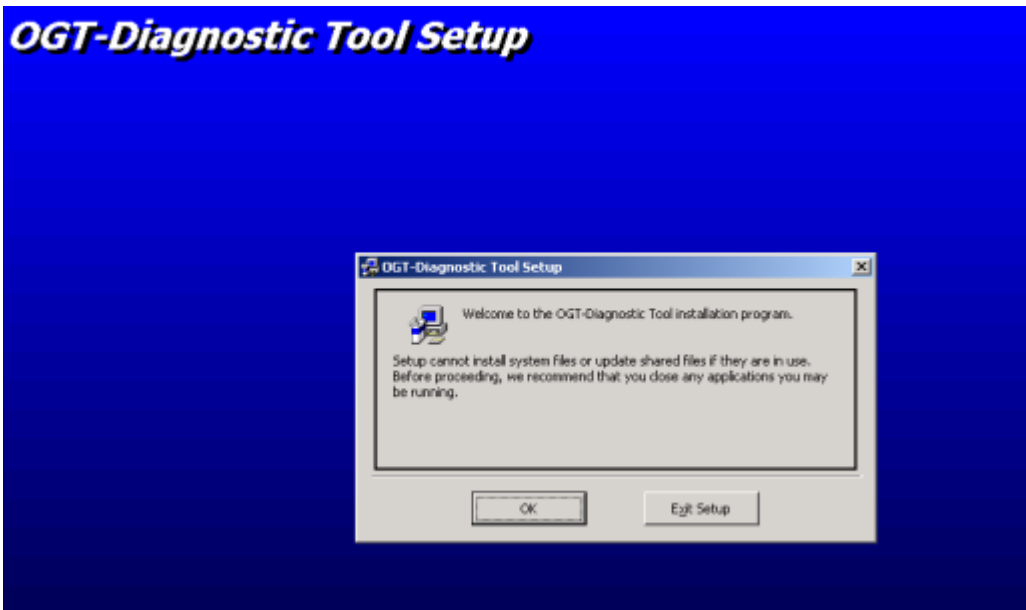 OGT-Diagnostic Tool Setup
OGT-Diagnostic Tool Setup
Welcome to the OGT-Diagnostic Tool installation program.
Setup cannot install system files or update shared files if they are in use.
Before proceeding, we recommend that you close any applications you may
be running.
OK
Exit Setup